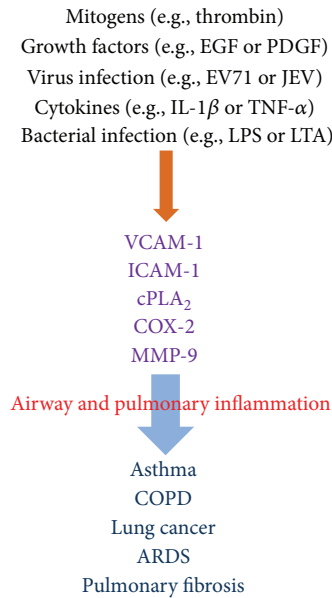 Mitogens (e.g., thrombin)
Growth factors (e.g., EGF or PDGF)
Virus infection (e.g., EV71 or JEV)
Cytokines (e.g., IL-1β or TNF-α)
Bacterial infection (e.g., LPS or LTA)
VCAM-1
ICAM-1
cPLA₂
COX-2
MMP-9
Airway and pulmonary inflammation
Asthma
COPD
Lung cancer
ARDS
Pulmonary fibrosis